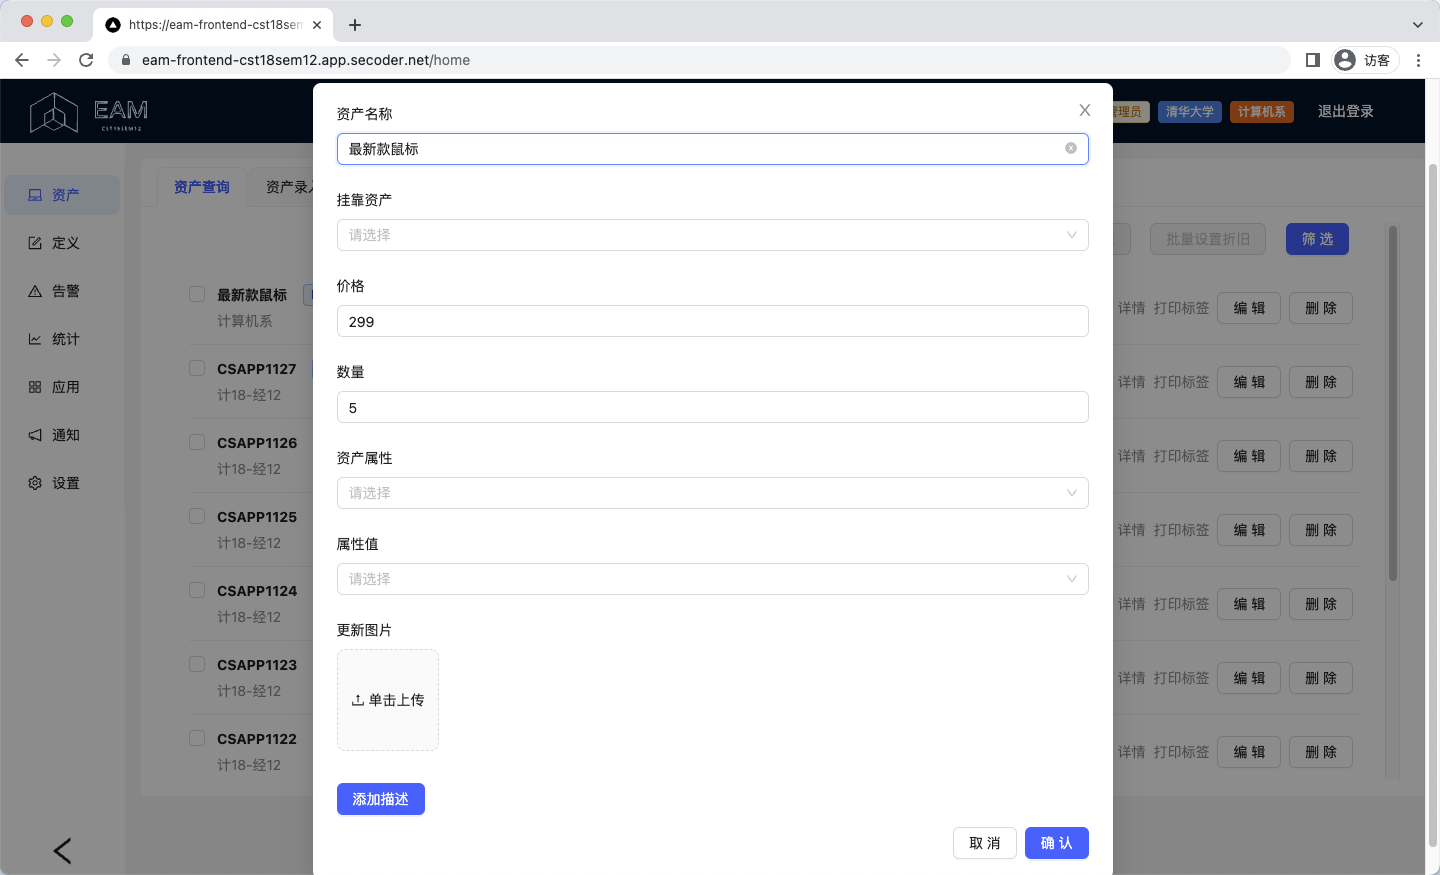 https://eam-frontend-cst18sem
eam-frontend-cst18sem12.app.secoder.net/home
访客
EAM
CST18SEM12
管理员
清华大学
计算机系
退出登录
资产
定义
告警
统计
应用
通知
设置
资产查询
资产录入
批量设置折旧
筛选
最新款鼠标
计算机系
详情 打印标签 编辑 删除
CSAPP1127
计18-经12
详情 打印标签 编辑 删除
CSAPP1126
计18-经12
详情 打印标签 编辑 删除
CSAPP1125
计18-经12
详情 打印标签 编辑 删除
CSAPP1124
计18-经12
详情 打印标签 编辑 删除
CSAPP1123
计18-经12
详情 打印标签 编辑 删除
CSAPP1122
计18-经12
详情 打印标签 编辑 删除
资产名称
最新款鼠标
挂靠资产
请选择
价格
299
数量
5
资产属性
请选择
属性值
请选择
更新图片
单击上传
添加描述
取消
确认